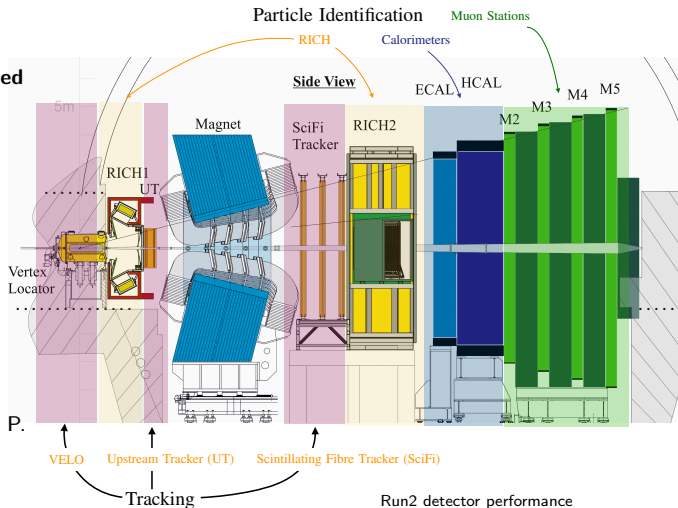 Particle Identification
Muon Stations
RICH
Calorimeters
ed
Side View
ECAL
HCAL
5m
M5
M4
M3
M2
Magnet
SciFi
Tracker
RICH2
RICH1
UT
Vertex
Locator
P.
VELO
Upstream Tracker (UT)
Scintillating Fibre Tracker (SciFi)
Tracking
Run2 detector performance